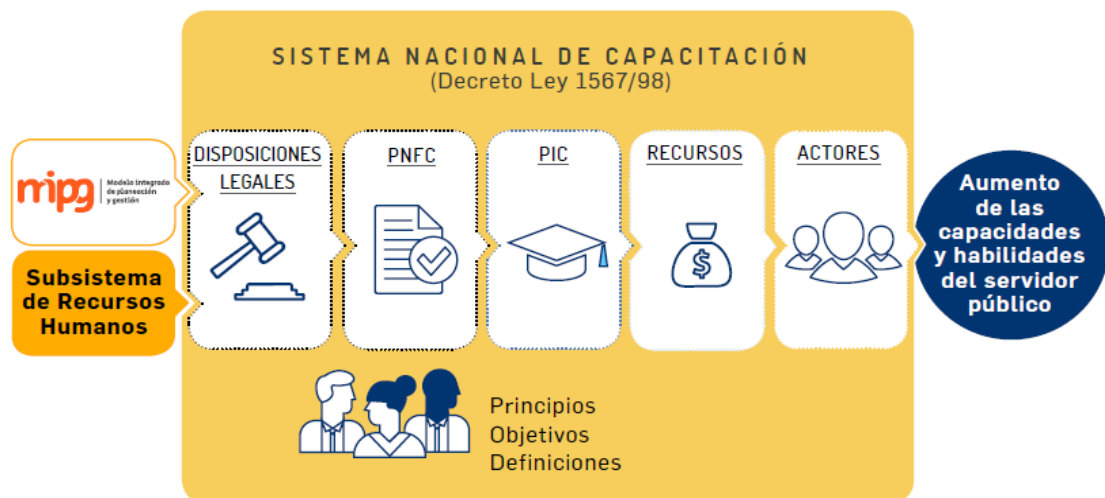 SISTEMA NACIONAL DE CAPACITACIÓN
(Decreto Ley 1567/98)
mipg
Modelo integrado
de planeación
y gestión
Subsistema
de Recursos
Humanos
DISPOSICIONES
LEGALES
PNFC
PIC
RECURSOS
$
ACTORES
Aumento
de las
capacidades
y habilidades
del servidor
público
Principios
Objetivos
Definiciones